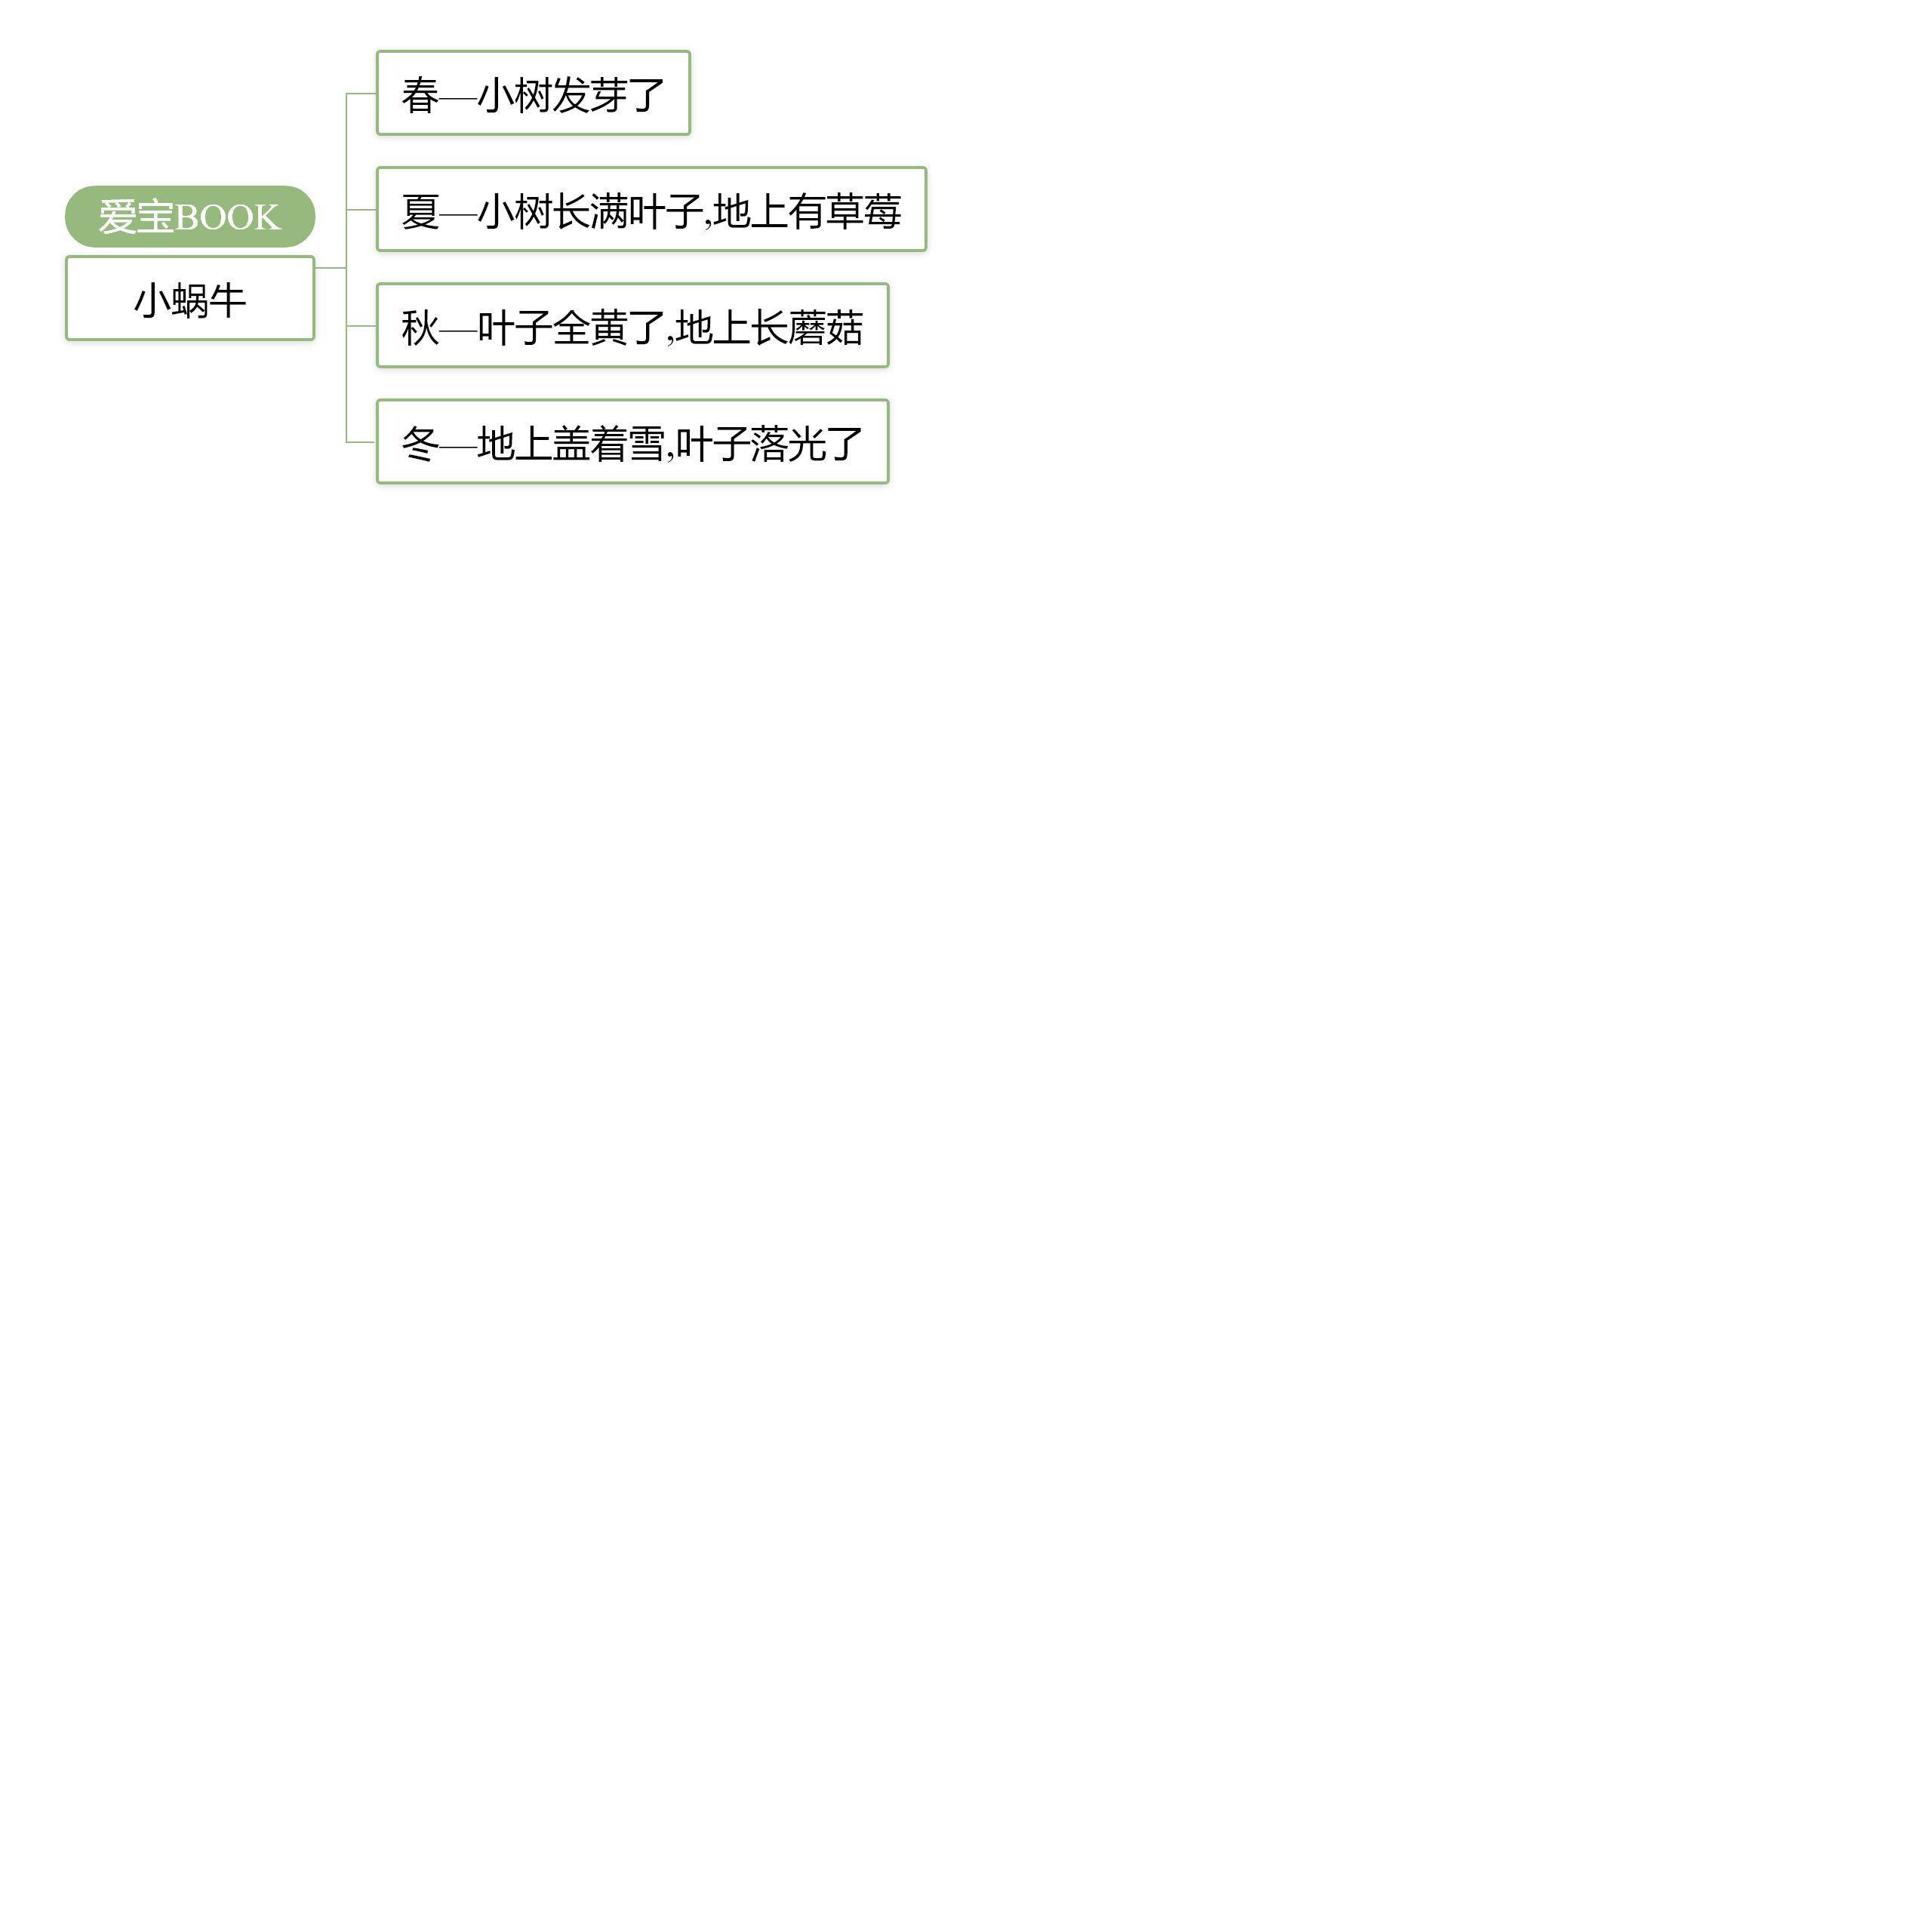 爱宝BOOK
小蜗牛
春—小树发芽了
夏—小树长满叶子,地上有草莓
秋—叶子全黄了,地上长蘑菇
冬—地上盖着雪,叶子落光了